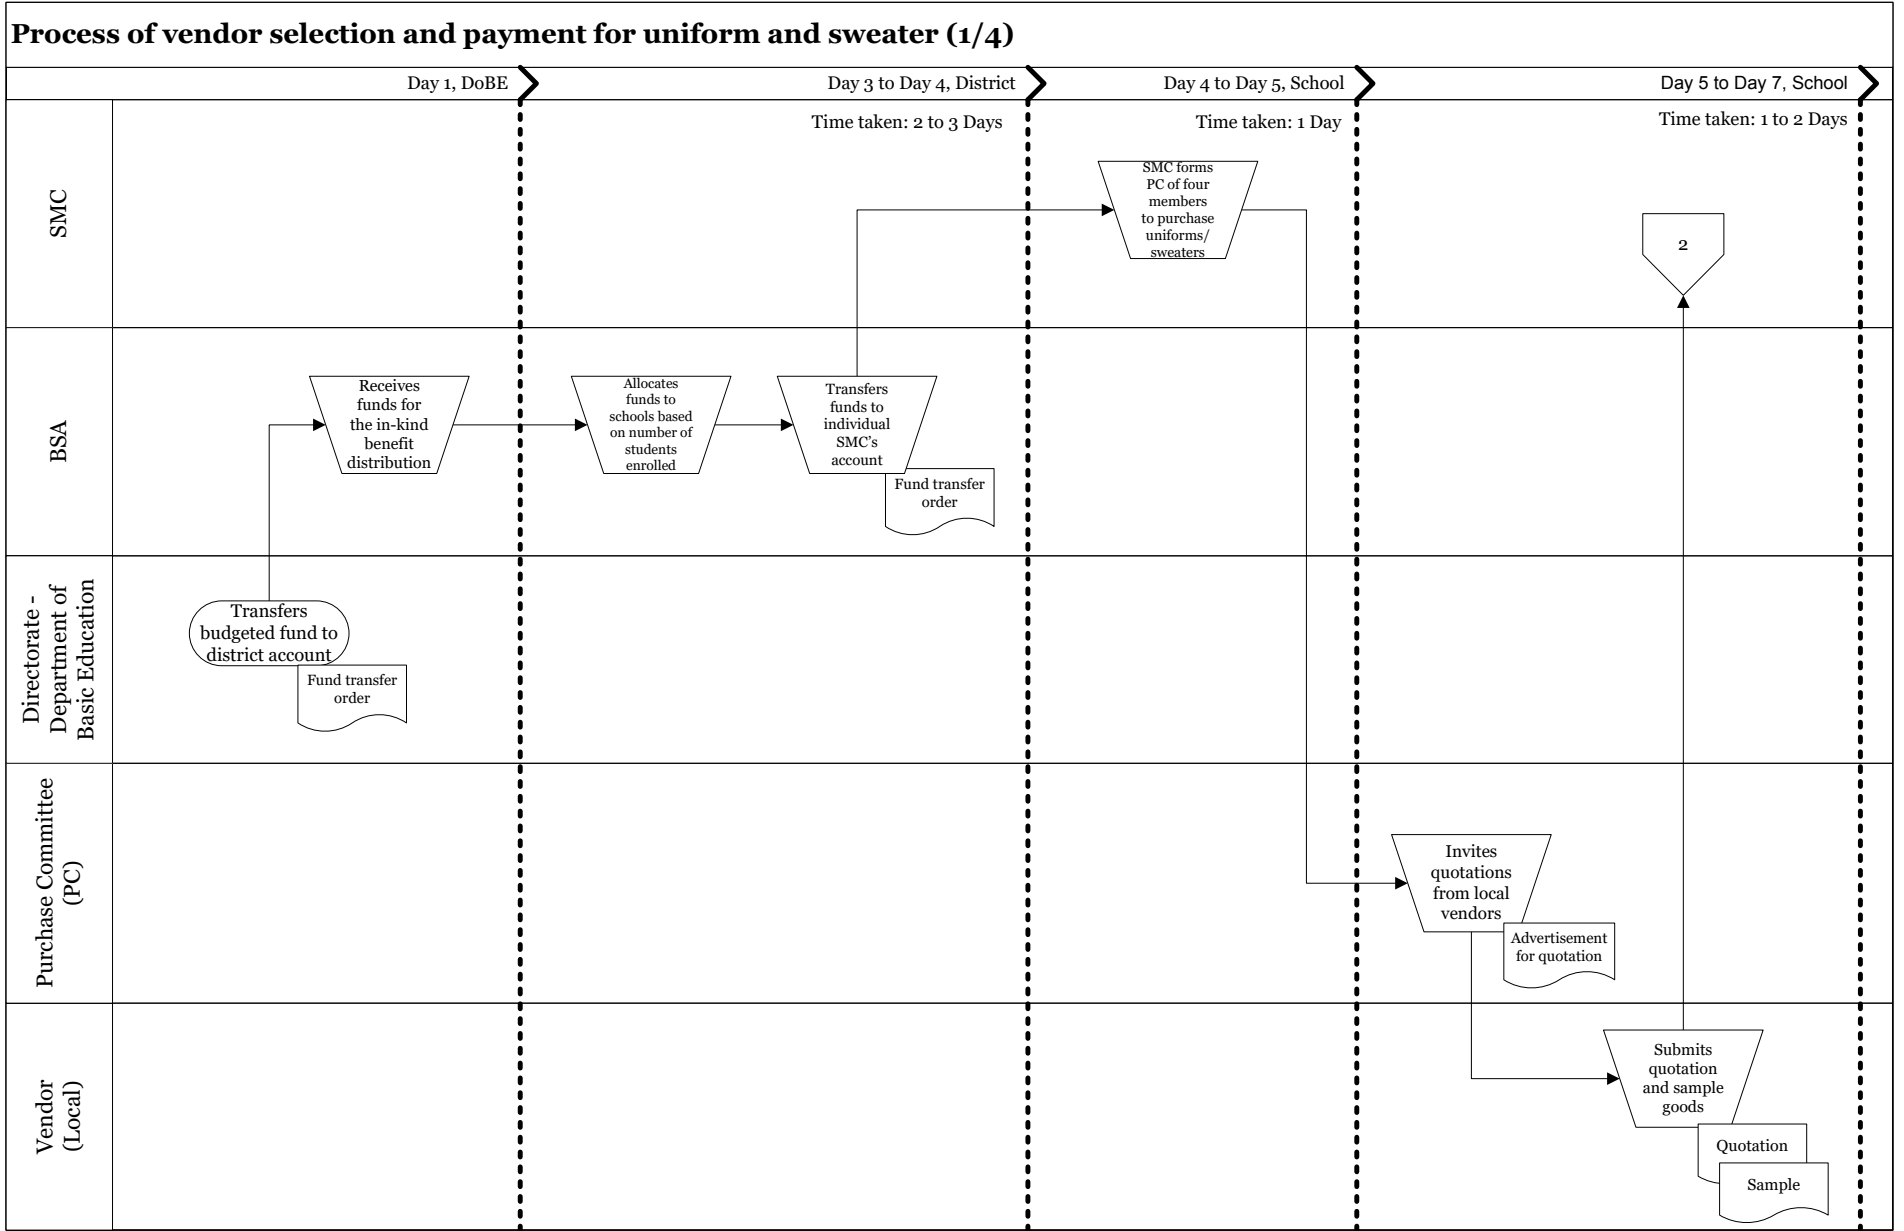 Process of vendor selection and payment for uniform and sweater (1/4)
Day 1, DoBE
Day 3 to Day 4, District
Day 4 to Day 5, School
Day 5 to Day 7, School
Time taken: 2 to 3 Days
Time taken: 1 Day
Time taken: 1 to 2 Days
SMC
SMC forms
PC of four
members
to purchase
uniforms/
sweaters
2
BSA
Receives
funds for
the in-kind
benefit
distribution
Allocates
funds to
schools based
on number of
students
enrolled
Transfers
funds to
individual
SMC's
account
Fund transfer
order
Directorate -
Department of
Basic Education
Transfers
budgeted fund to
district account
Fund transfer
order
Purchase Committee
(PC)
Invites
quotations
from local
vendors
Advertisement
for quotation
Vendor
(Local)
Submits
quotation
and sample
goods
Quotation
Sample